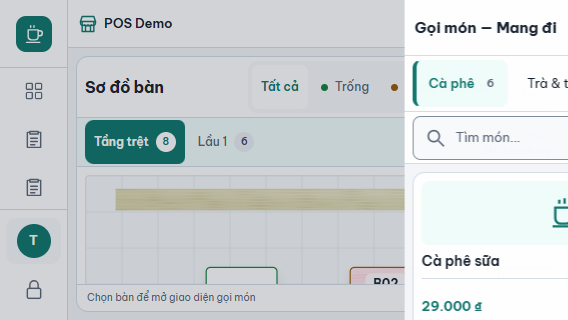 POS Demo
Sơ đồ bàn
Tất cả
Trống
Tầng trệt 8
Lầu 1 6
B02
Chọn bàn để mở giao diện gọi món
T
Gọi món — Mang đi
Cà phê 6
Trà &
Tìm món...
Cà phê sữa
29.000 ₫